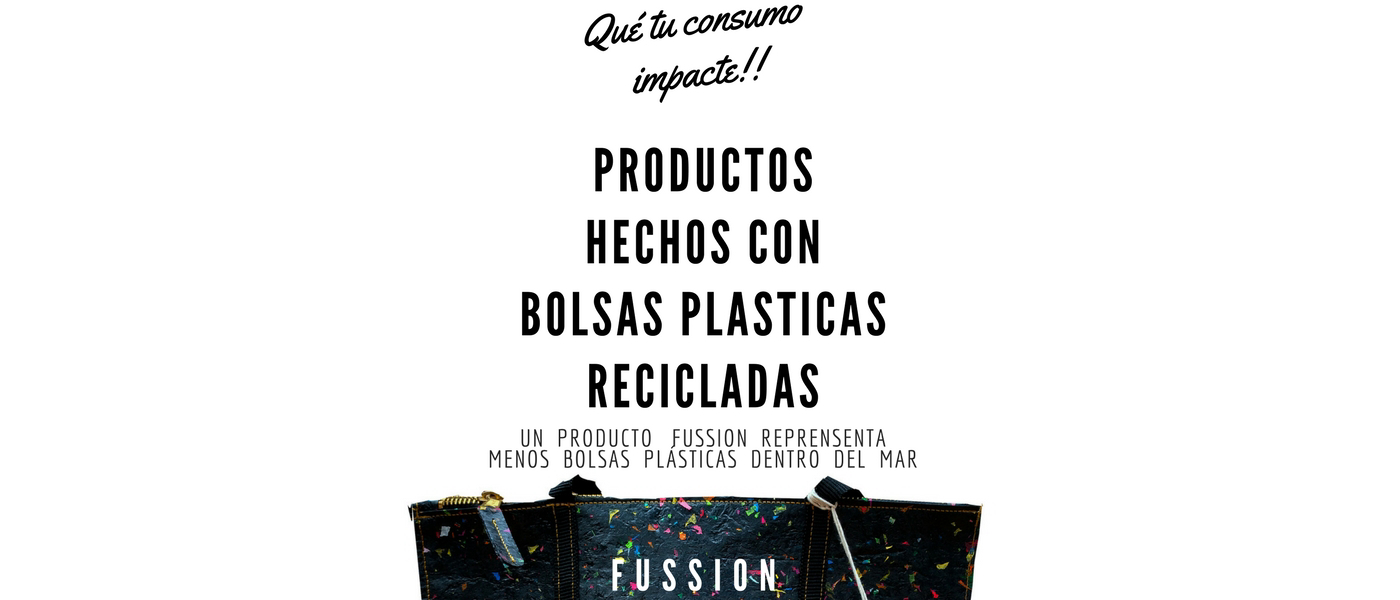 Qué tu consumo
impacte!!
PRODUCTOS
HECHOS CON
BOLSAS PLASTICAS
RECICLADAS
UN PRODUCTO FUSSION REPRENSENTA
MENOS BOLSAS PLÁSTICAS DENTRO DEL MAR
FUSSION